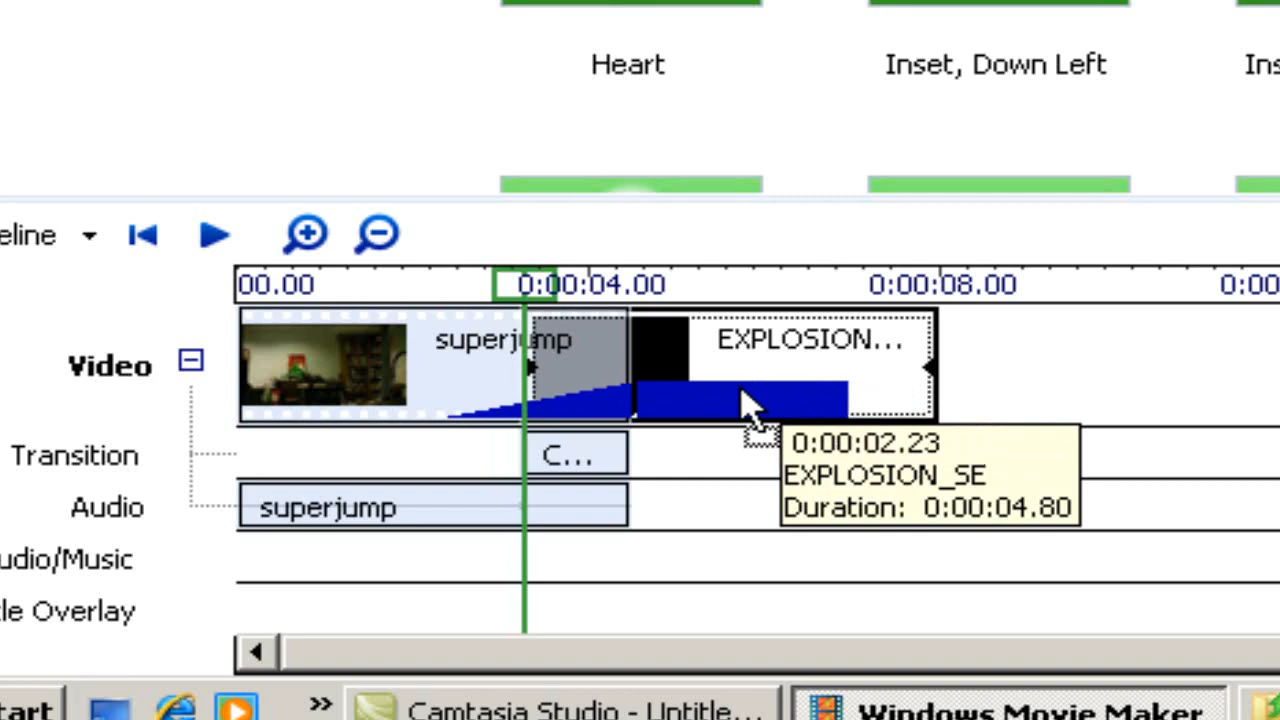 Heart
Inset, Down Left
Ins
eline
00.00
0:00:04.00
0:00:08.00
0:00
Video
superjump
EXPLOSION...
Transition
C...
0:00:02.23
EXPLOSION_SE
Duration: 0:00:04.80
Audio
superjump
udio/Music
tle Overlay
tart
»
Camtasia Studio - Untitle...
Windows Movie Maker